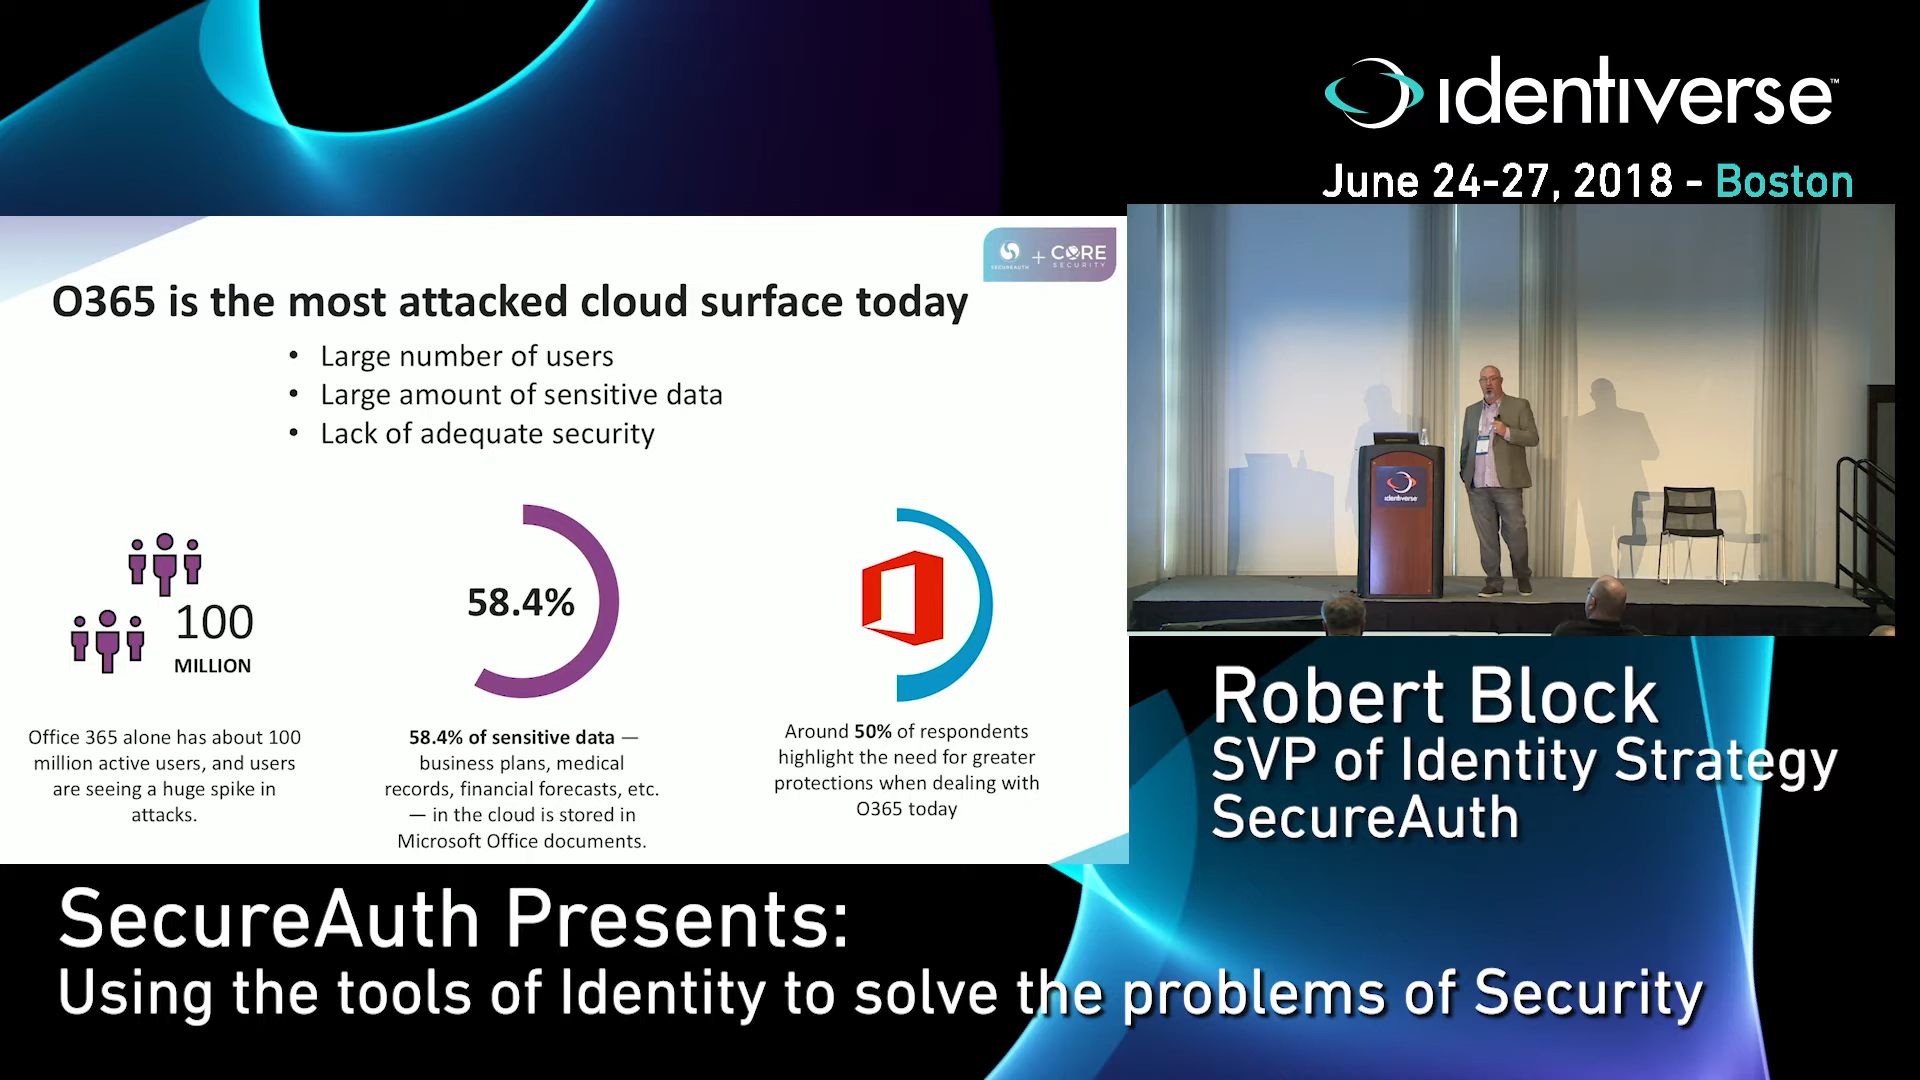 identiverse™
June 24-27, 2018 - Boston
SECUREAUTH + CORE SECURITY
O365 is the most attacked cloud surface today
• Large number of users
• Large amount of sensitive data
• Lack of adequate security
100
MILLION
58.4%
Office 365 alone has about 100
million active users, and users
are seeing a huge spike in
attacks.
58.4% of sensitive data —
business plans, medical
records, financial forecasts, etc.
— in the cloud is stored in
Microsoft Office documents.
Around 50% of respondents
highlight the need for greater
protections when dealing with
O365 today
identiverse
Robert Block
SVP of Identity Strategy
SecureAuth
SecureAuth Presents:
Using the tools of Identity to solve the problems of Security